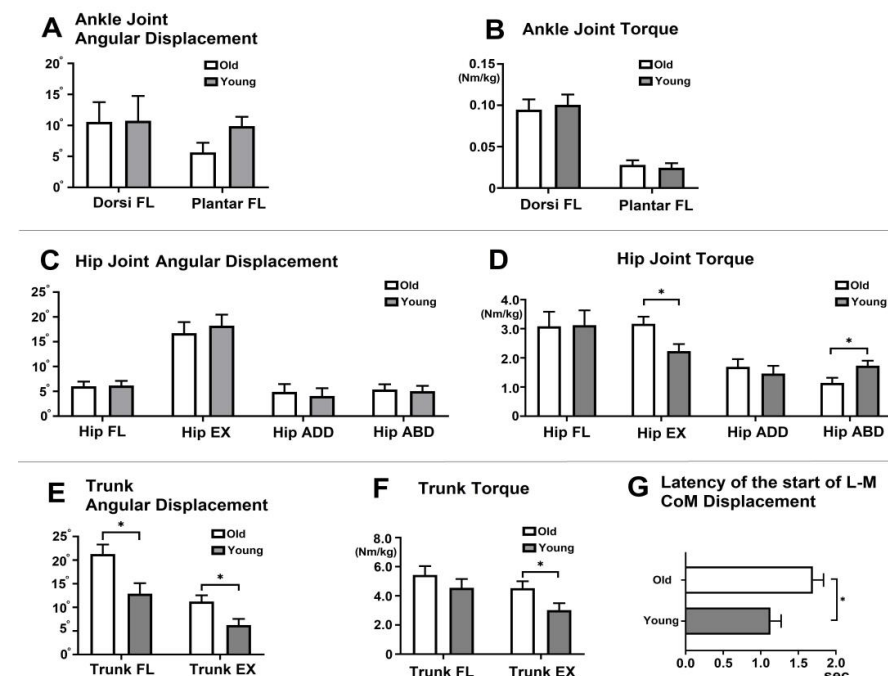 A
Ankle Joint
Angular Displacement
20°
15°
10°
5°
0°
Old
Young
Dorsi FL
Plantar FL
B
Ankle Joint Torque
0.15
(Nm/kg)
0.10
0.05
0
Old
Young
Dorsi FL
Plantar FL
C Hip Joint Angular Displacement
25°
20°
15°
10°
5°
0°
Old
Young
Hip FL
Hip EX
Hip ADD
Hip ABD
D
Hip Joint Torque
4.0
(Nm/kg)
3.0
2.0
1.0
0
*
*
Old
Young
Hip FL
Hip EX
Hip ADD
Hip ABD
E
Trunk
Angular Displacement
25°
20°
15°
10°
5°
0°
*
*
Old
Young
Trunk FL
Trunk EX
F
Trunk Torque
8.0
(Nm/kg)
6.0
4.0
2.0
0.0
*
Old
Young
Trunk FL
Trunk EX
G
Latency of the start of L-M
CoM Displacement
Old
Young
*
0.0
0.5
1.0
1.5
2.0
sec